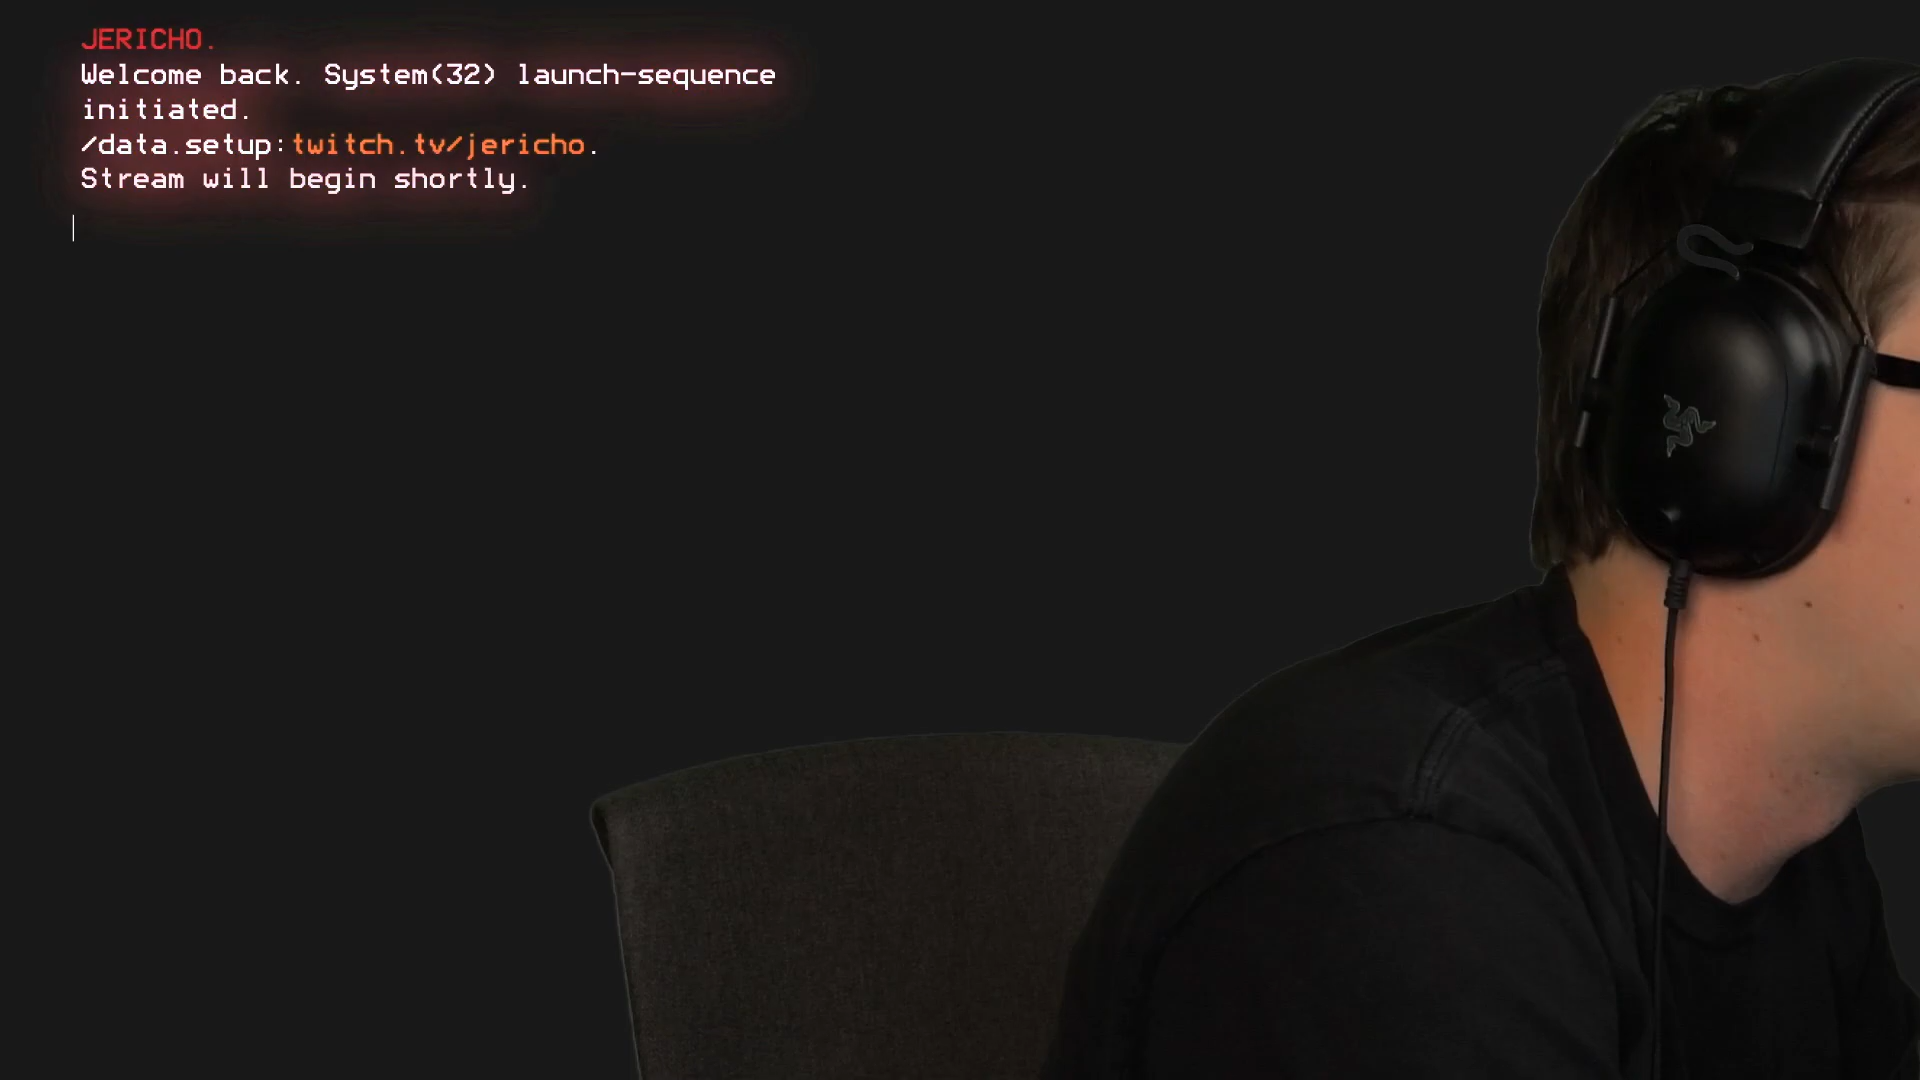 JERICHO.
Welcome back. System(32) launch-sequence
initiated.
/data.setup:twitch.tv/jericho.
Stream will begin shortly.